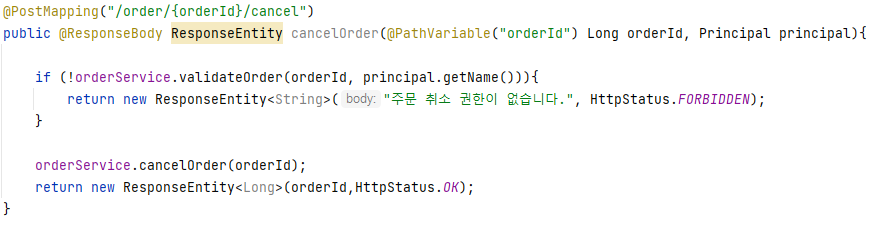 @PostMapping("/order/{orderId}/cancel")
public @ResponseBody ResponseEntity cancelOrder(@PathVariable("orderId") Long orderId, Principal principal){
if (!orderService.validateOrder(orderId, principal.getName())){
return new ResponseEntity<String>( body: "주문 취소 권한이 없습니다.", HttpStatus.FORBIDDEN);
}
orderService.cancelOrder(orderId);
return new ResponseEntity<Long>(orderId,HttpStatus.OK);
}